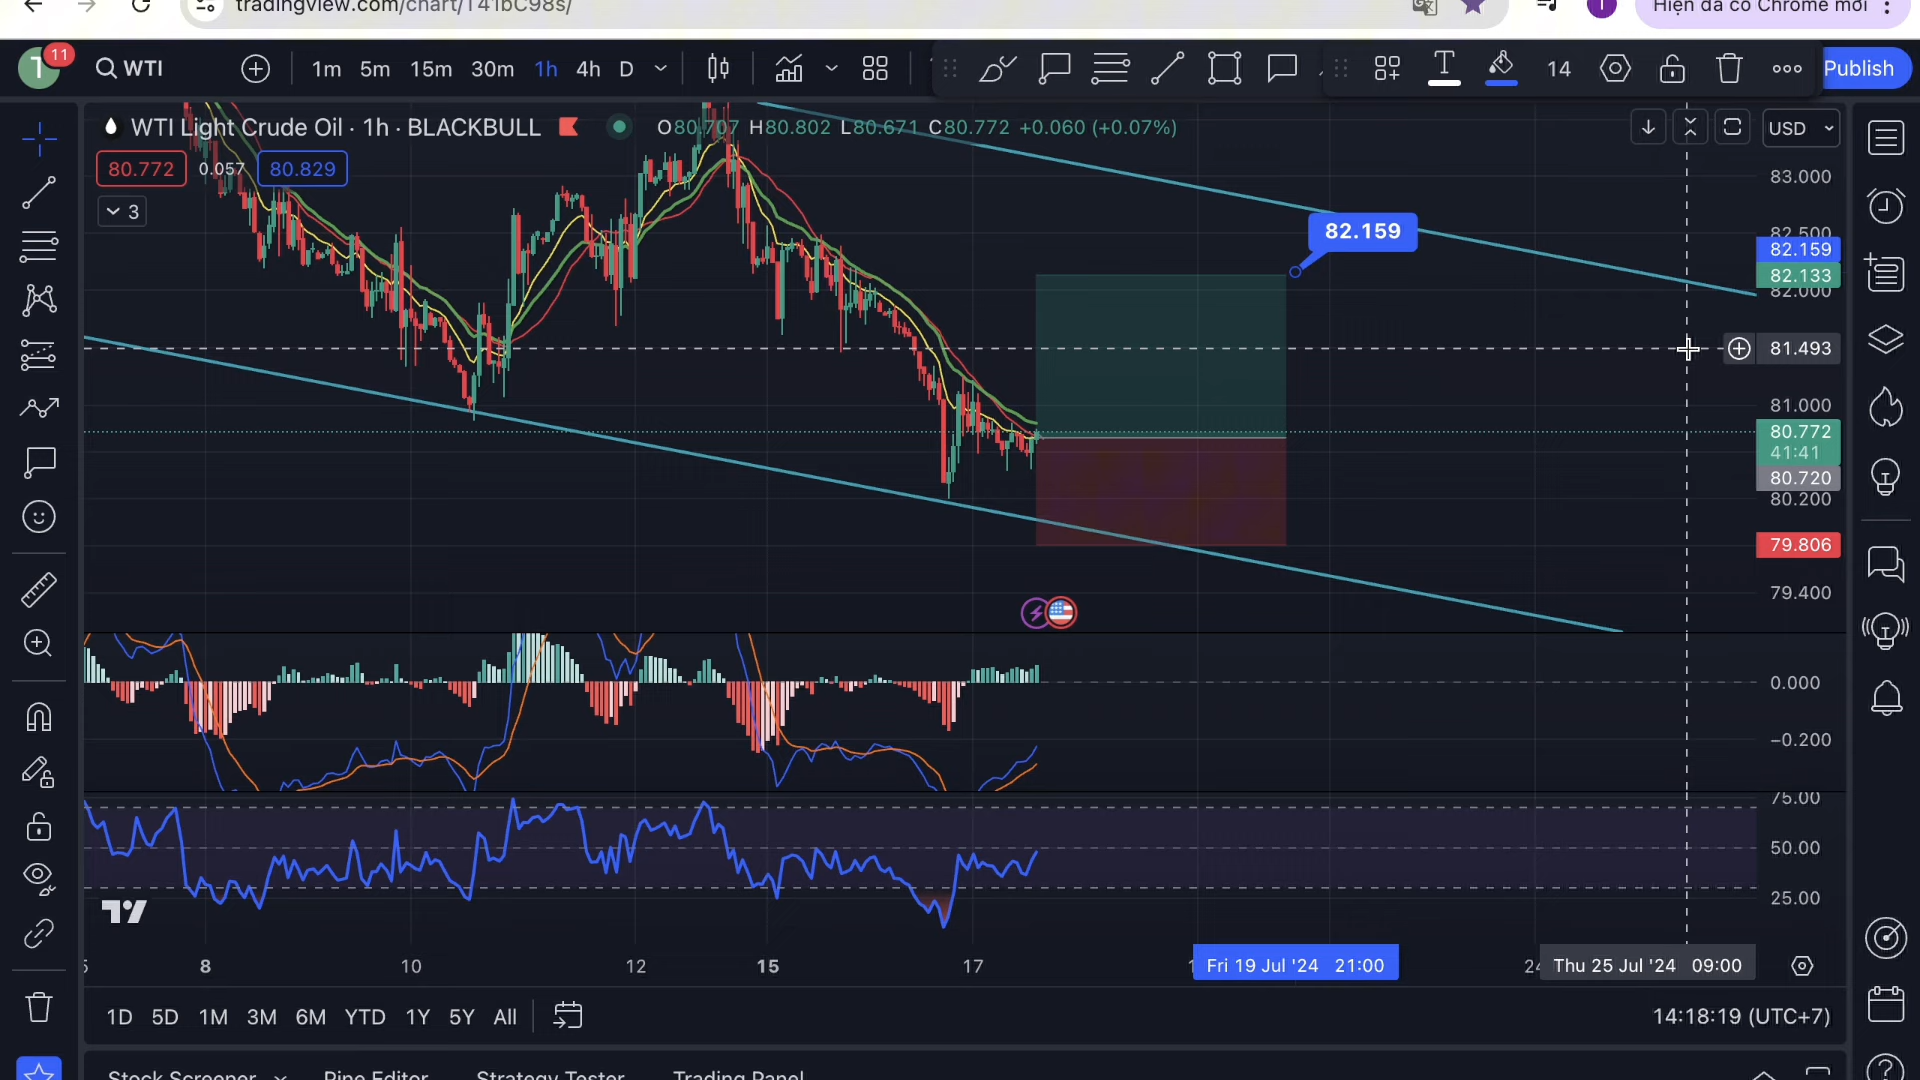 tradingview.com/chart/T41bC98s/
Hiện đã có Chrome mới
11
WTI
1m 5m 15m 30m 1h 4h D
14
Publish
WTI Light Crude Oil · 1h · BLACKBULL
O80.707 H80.802 L80.671 C80.772 +0.060 (+0.07%)
USD
80.772 0.057 80.829
3
83.000
82.500
82.159
82.159
82.133
82.000
81.493
81.000
80.772
41:41
80.720
80.200
79.806
79.400
0.000
−0.200
75.00
50.00
25.00
8 10 12 15 17
Fri 19 Jul '24 21:00
Thu 25 Jul '24 09:00
1D 5D 1M 3M 6M YTD 1Y 5Y All
14:18:19 (UTC+7)
Stock Screener Pine Editor Strategy Tester Trading Panel